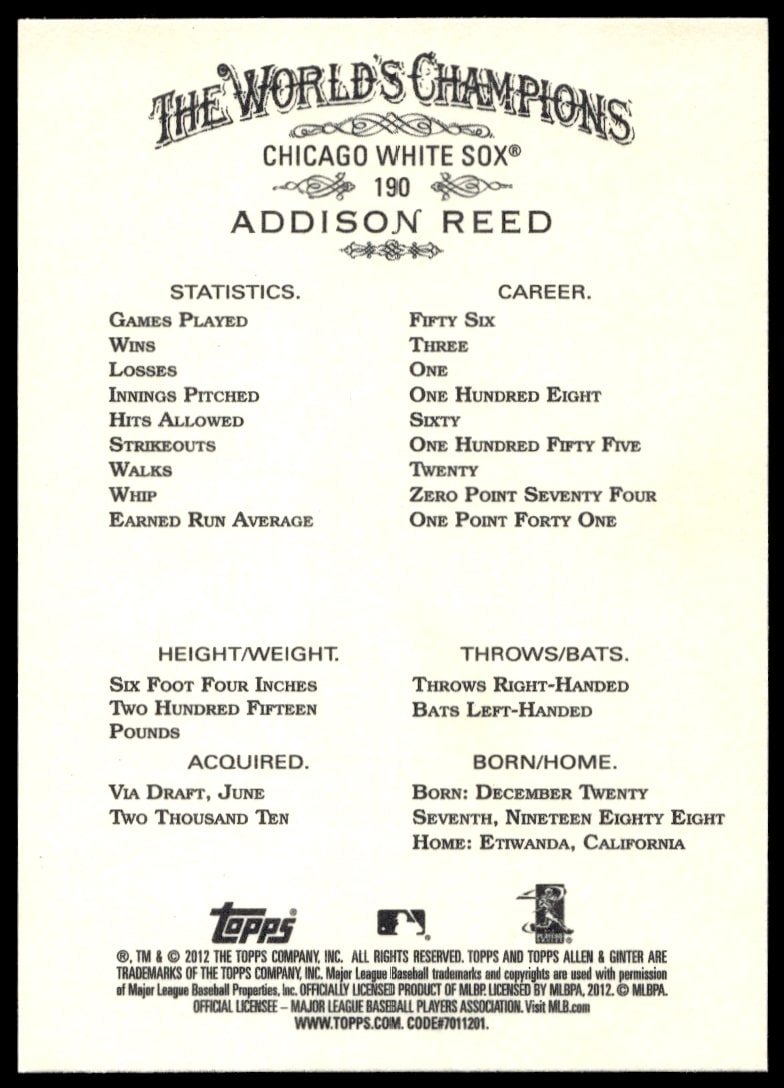 THE WORLD'S CHAMPIONS
CHICAGO WHITE SOX®
190
ADDISON REED
STATISTICS.
GAMES PLAYED
WINS
LOSSES
INNINGS PITCHED
HITS ALLOWED
STRIKEOUTS
WALKS
WHIP
EARNED RUN AVERAGE
CAREER.
FIFTY SIX
THREE
ONE
ONE HUNDRED EIGHT
SIXTY
ONE HUNDRED FIFTY FIVE
TWENTY
ZERO POINT SEVENTY FOUR
ONE POINT FORTY ONE
HEIGHT/WEIGHT.
SIX FOOT FOUR INCHES
TWO HUNDRED FIFTEEN
POUNDS
THROWS/BATS.
THROWS RIGHT-HANDED
BATS LEFT-HANDED
ACQUIRED.
VIA DRAFT, JUNE
TWO THOUSAND TEN
BORN/HOME.
BORN: DECEMBER TWENTY
SEVENTH, NINETEEN EIGHTY EIGHT
HOME: ETIWANDA, CALIFORNIA
Topps®
®, TM & © 2012 THE TOPPS COMPANY, INC. ALL RIGHTS RESERVED. TOPPS AND TOPPS ALLEN & GINTER ARE
TRADEMARKS OF THE TOPPS COMPANY, INC. Major League Baseball trademarks and copyrights are used with permission
of Major League Baseball Properties, Inc. OFFICIALLY LICENSED PRODUCT OF MLBP. LICENSED BY MLBPA, 2012. © MLBPA.
OFFICIAL LICENSEE – MAJOR LEAGUE BASEBALL PLAYERS ASSOCIATION. Visit MLB.com
WWW.TOPPS.COM. CODE#7011201.